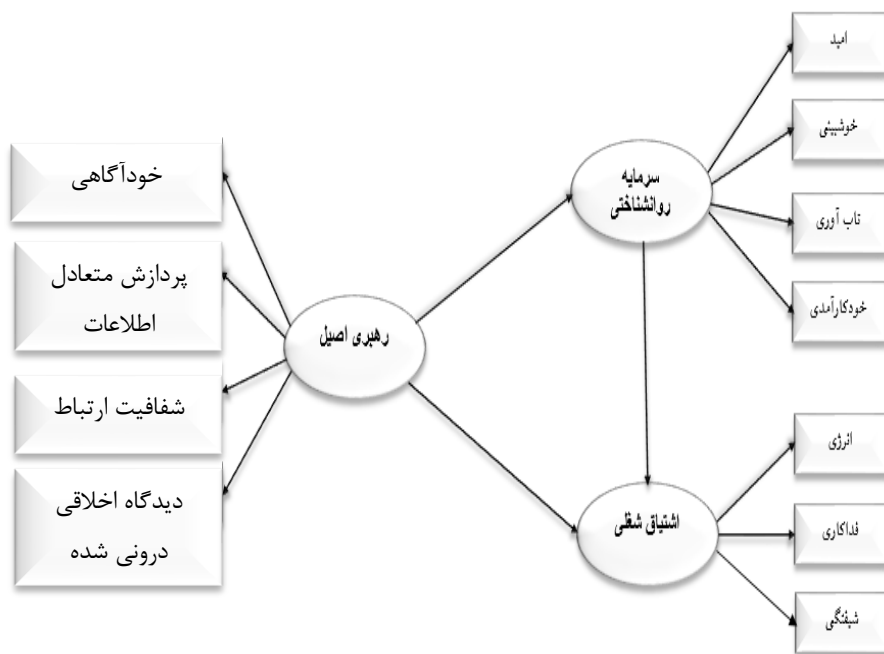 امید
خوشبینی
تاب آوری
خودکارآمدی
سرمایه
روانشناختی
خودآگاهی
پردازش متعادل
اطلاعات
شفافیت ارتباط
دیدگاه اخلاقی
درونی شده
رهبری اصیل
اشتیاق شغلی
انرژی
فداکاری
شیفتگی